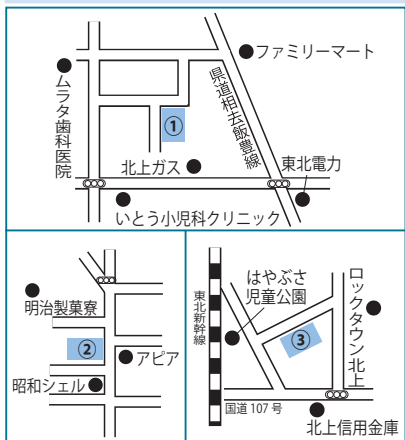 ファミリーマート
ムラタ歯科医院
県道相去飯豊線
①
北上ガス
東北電力
いとう小児科クリニック
明治製菓寮
②
アピア
昭和シェル
東北新幹線
はやぶさ
児童公園
ロックタウン北上
③
国道107号
北上信用金庫